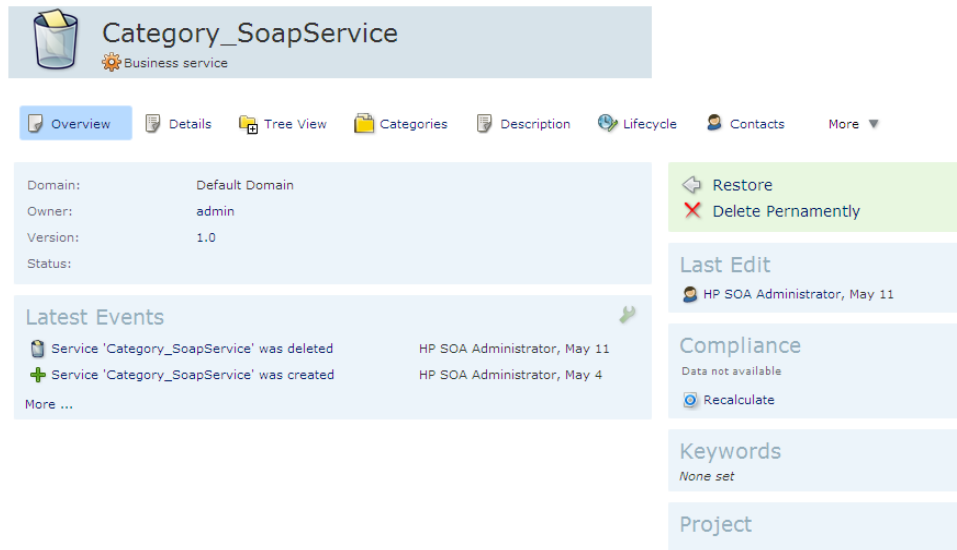 Category_SoapService
Business service
Overview Details Tree View Categories Description Lifecycle Contacts More
Domain: Default Domain
Owner: admin
Version: 1.0
Status:
Latest Events
Service 'Category_SoapService' was deleted HP SOA Administrator, May 11
Service 'Category_SoapService' was created HP SOA Administrator, May 4
More ...
Restore
Delete Pernamently
Last Edit
HP SOA Administrator, May 11
Compliance
Data not available
Recalculate
Keywords
None set
Project